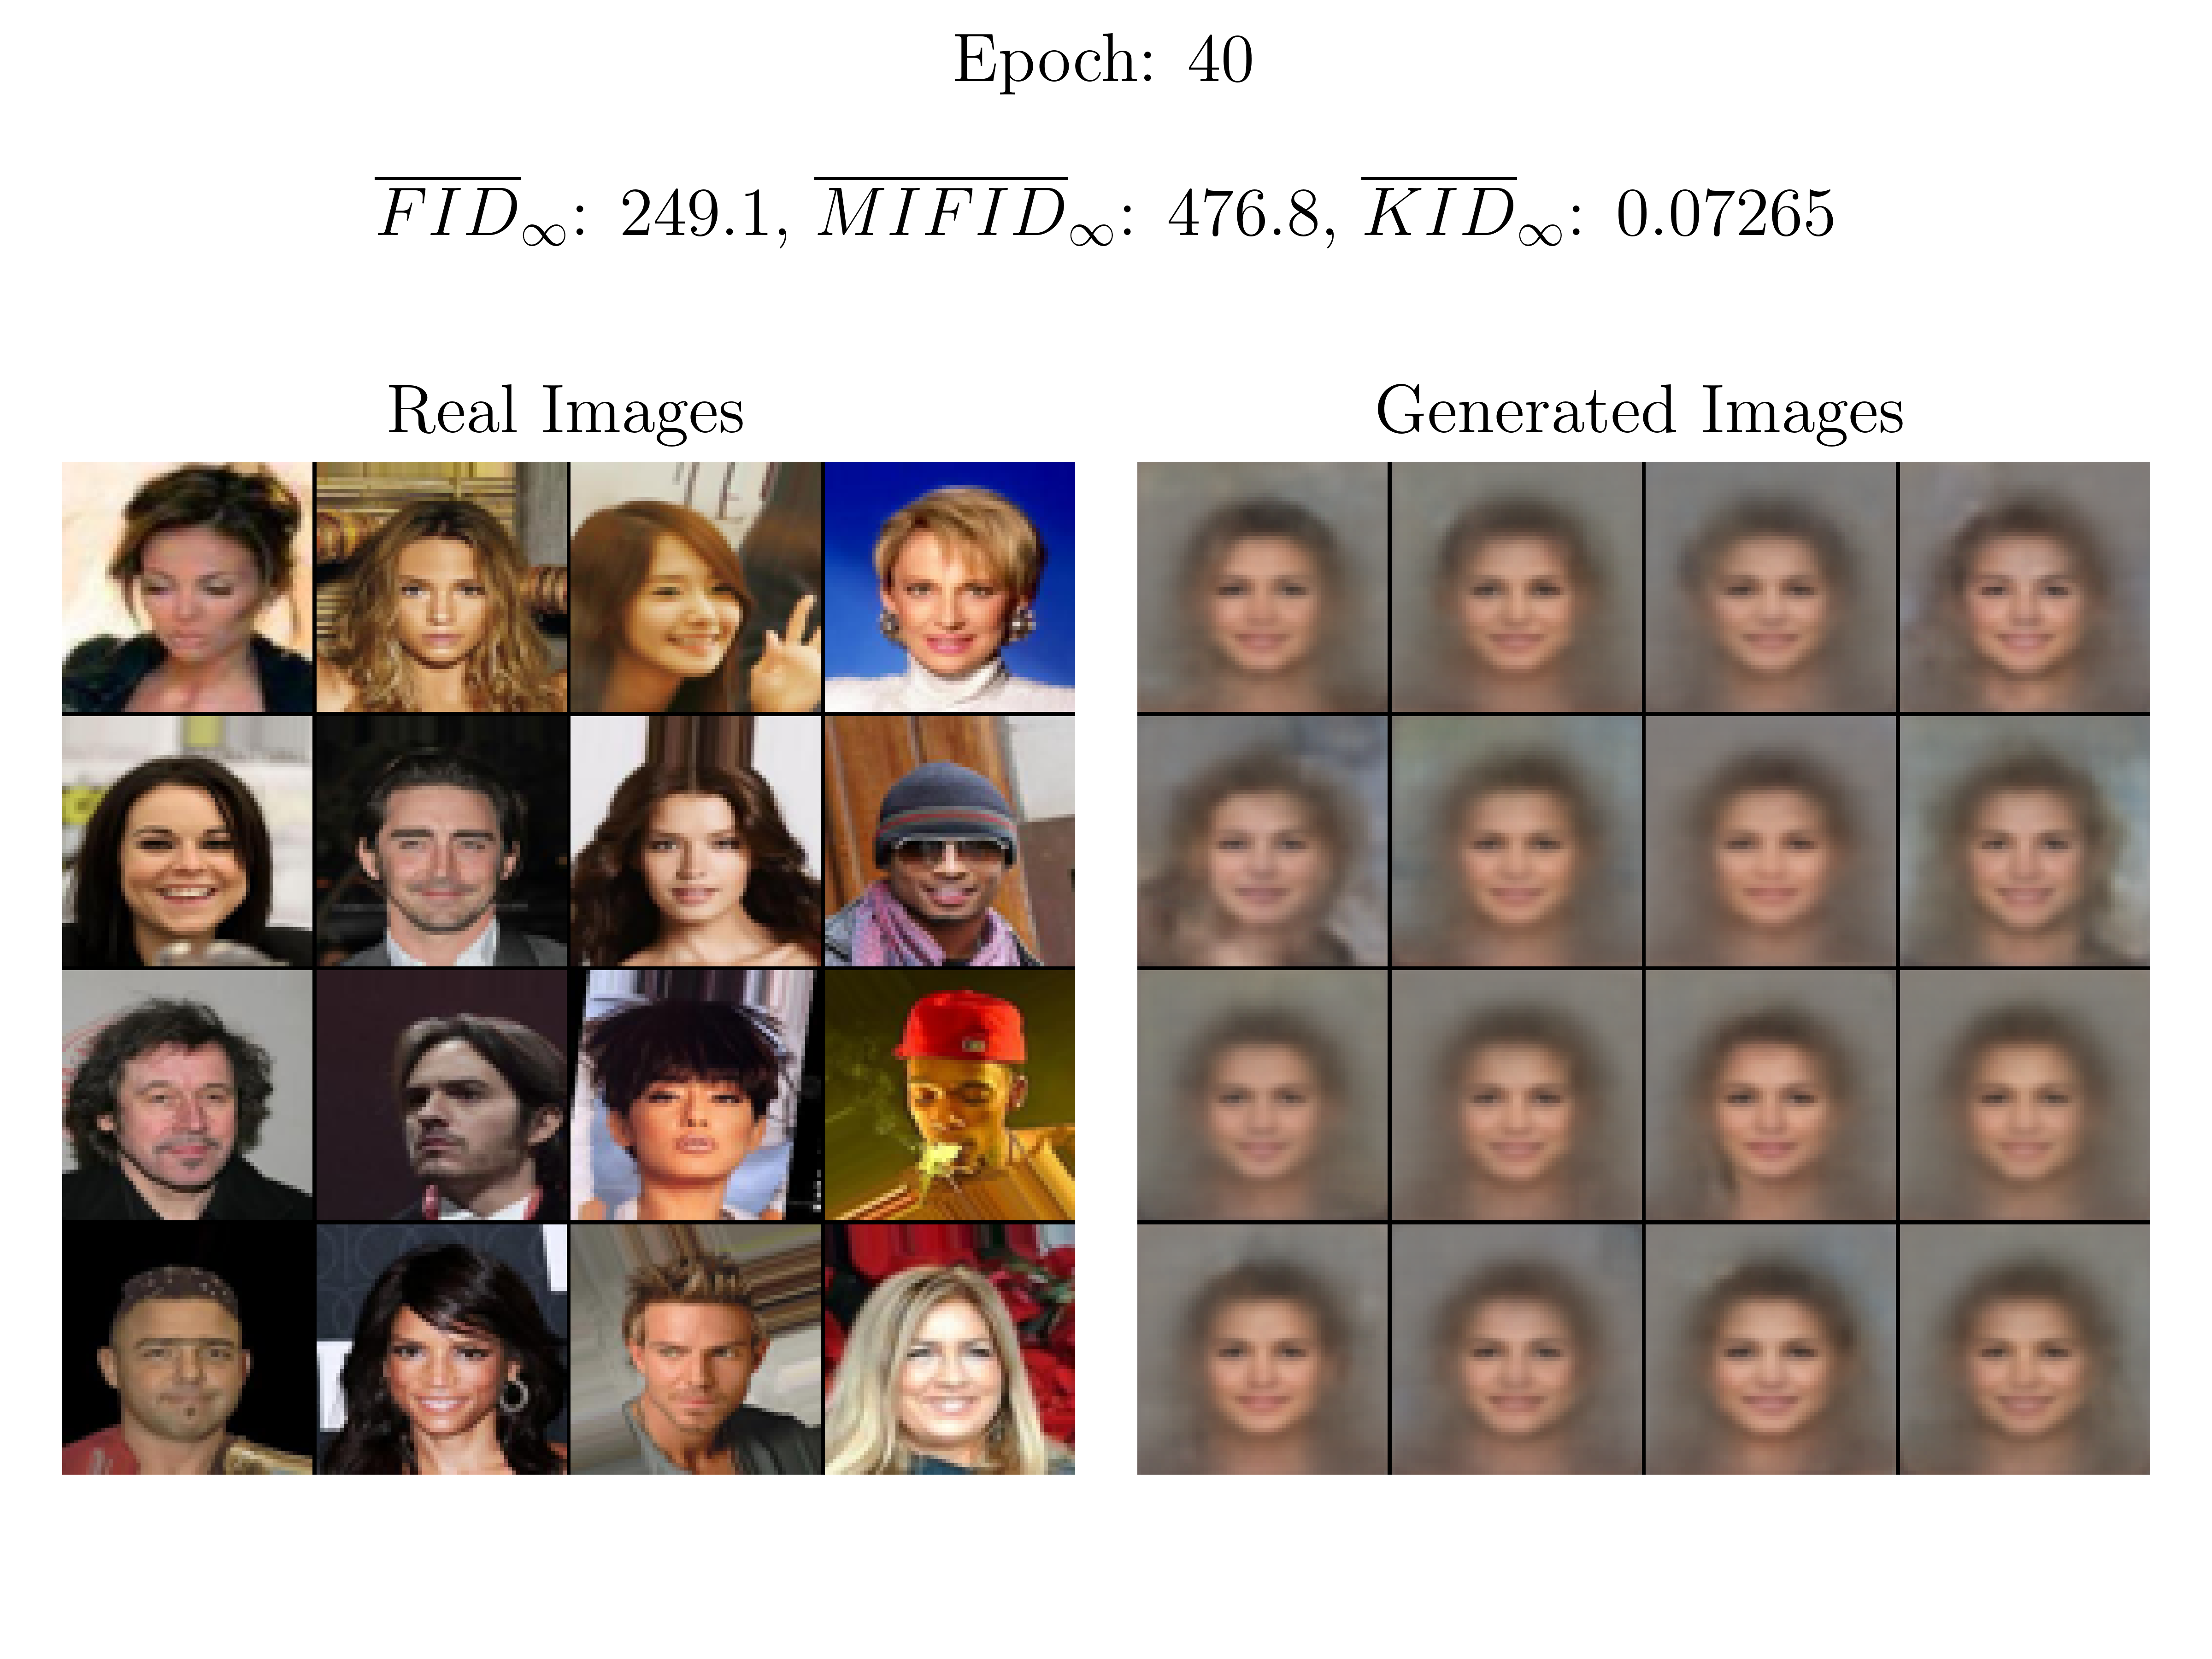 Epoch: 40
$\overline{FID}_\infty$: 249.1, $\overline{MIFID}_\infty$: 476.8, $\overline{KID}_\infty$: 0.07265
Real Images
Generated Images